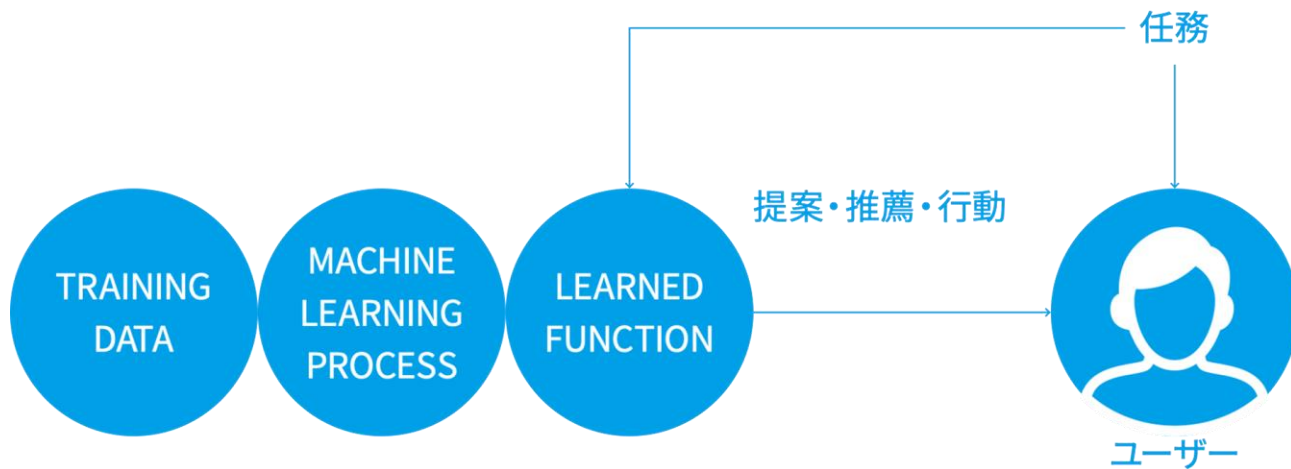 任務
提案・推薦・行動
TRAINING
DATA
MACHINE
LEARNING
PROCESS
LEARNED
FUNCTION
ユーザー